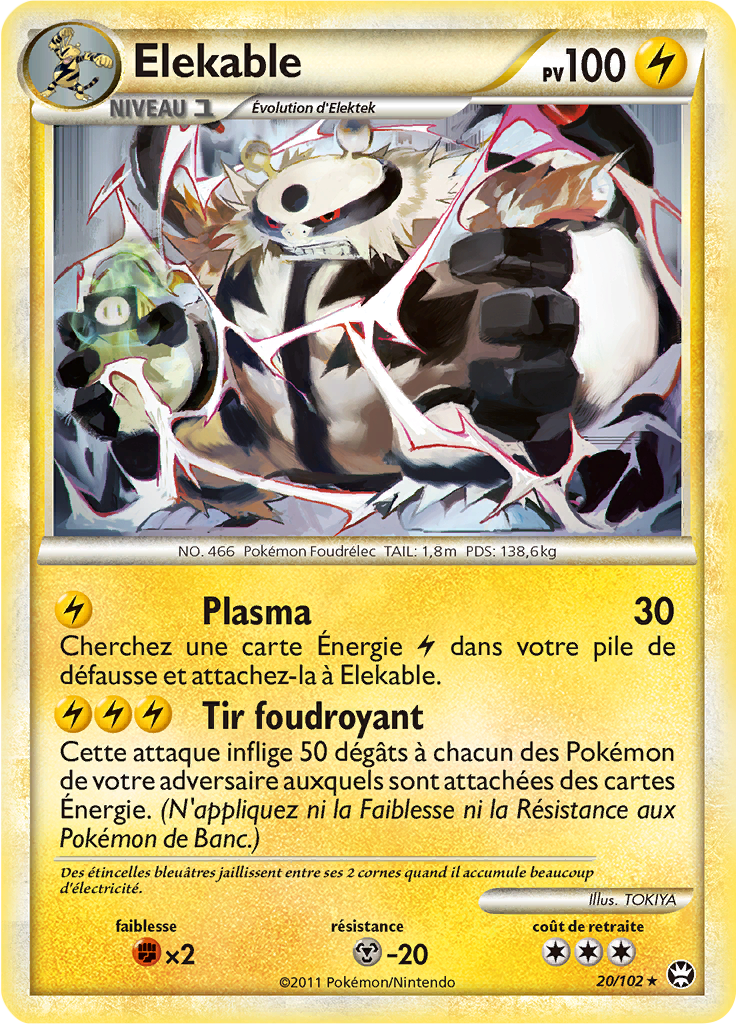 Elekable
PV100
NIVEAU 1
Évolution d'Elektek
NO. 466 Pokémon Foudrélec TAIL: 1,8m PDS: 138,6kg
Plasma 30
Cherchez une carte Énergie dans votre pile de
défausse et attachez-la à Elekable.
Tir foudroyant
Cette attaque inflige 50 dégâts à chacun des Pokémon
de votre adversaire auxquels sont attachées des cartes
Énergie. (N'appliquez ni la Faiblesse ni la Résistance aux
Pokémon de Banc.)
Des étincelles bleuâtres jaillissent entre ses 2 cornes quand il accumule beaucoup
d'électricité.
Illus. TOKIYA
faiblesse résistance coût de retraite
×2 -20
©2011 Pokémon/Nintendo 20/102 ★